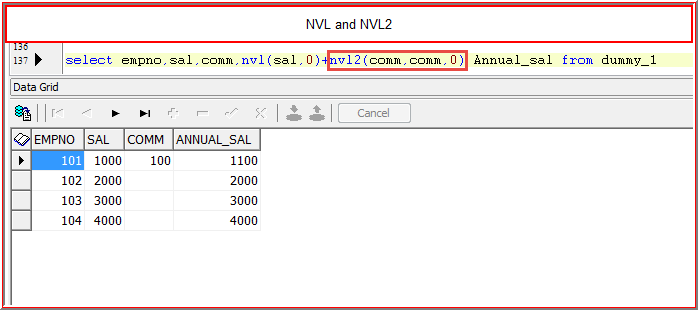 NVL and NVL2
136
137 select empno,sal,comm,nvl(sal,0)+nvl2(comm,comm,0) Annual_sal from dummy_1
Data Grid
Cancel
EMPNO SAL COMM ANNUAL_SAL
101 1000 100 1100
102 2000 2000
103 3000 3000
104 4000 4000